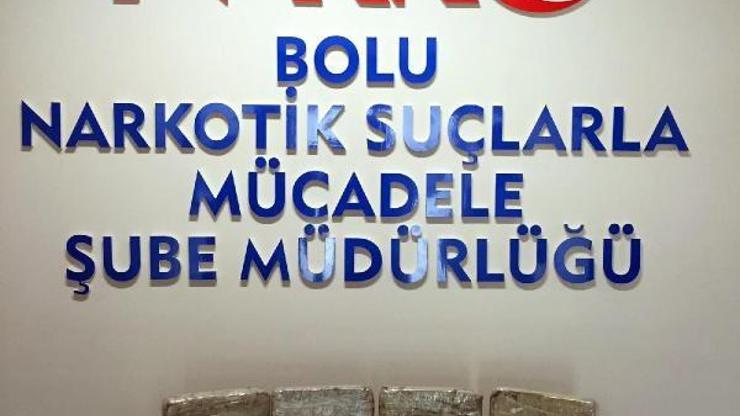 BOLU
NARKOTİK SUÇLARLA
MÜCADELE
ŞUBE MÜDÜRLÜĞÜ